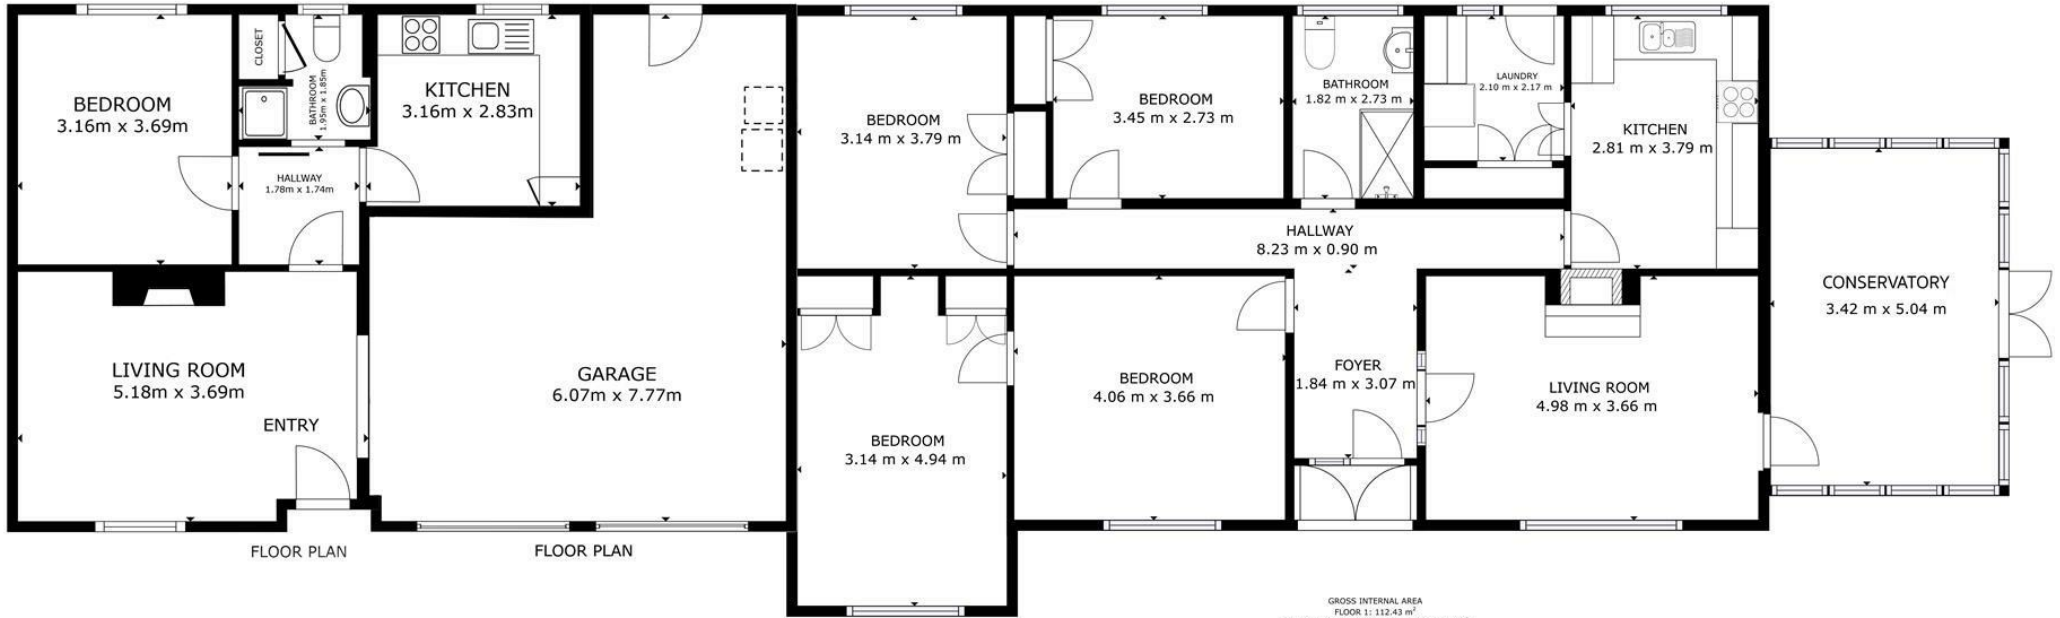 BEDROOM
3.16m x 3.69m
CLOSET
BATHROOM
1.95m x 1.85m
KITCHEN
3.16m x 2.83m
HALLWAY
1.78m x 1.74m
LIVING ROOM
5.18m x 3.69m
ENTRY
GARAGE
6.07m x 7.77m
FLOOR PLAN
FLOOR PLAN
BEDROOM
3.14 m x 3.79 m
BEDROOM
3.45 m x 2.73 m
BATHROOM
1.82 m x 2.73 m
LAUNDRY
2.10 m x 2.17 m
KITCHEN
2.81 m x 3.79 m
HALLWAY
8.23 m x 0.90 m
CONSERVATORY
3.42 m x 5.04 m
BEDROOM
3.14 m x 4.94 m
BEDROOM
4.06 m x 3.66 m
FOYER
1.84 m x 3.07 m
LIVING ROOM
4.98 m x 3.66 m
GROSS INTERNAL AREA
FLOOR 1: 112.43 m²